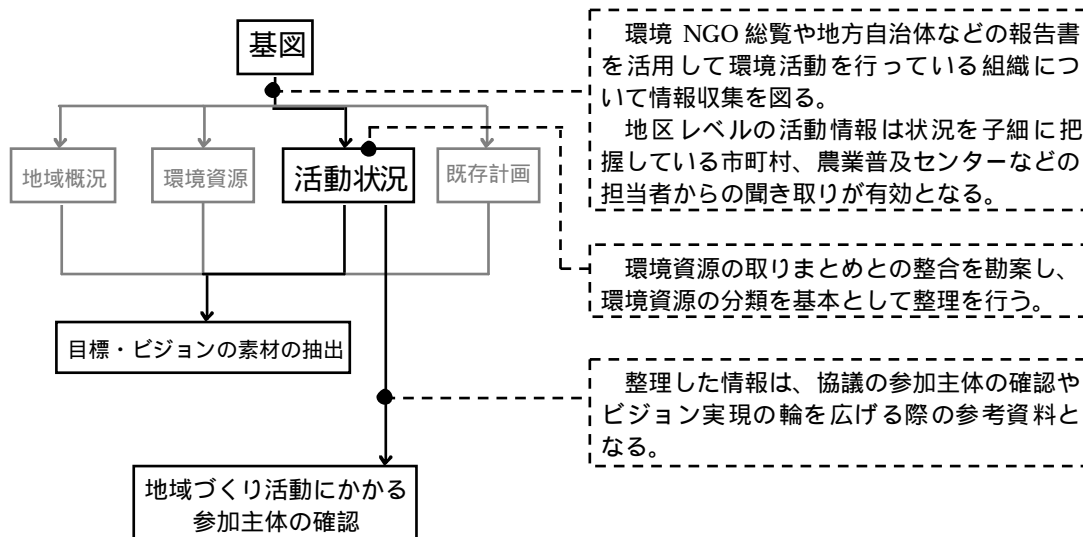 基図
環境 NGO 総覧や地方自治体などの報告書
を活用して環境活動を行っている組織につ
いて情報収集を図る。
地区レベルの活動情報は状況を子細に把
握している市町村、農業普及センターなどの
担当者からの聞き取りが有効となる。
地域概況
環境資源
活動状況
既存計画
環境資源の取りまとめとの整合を勘案し、
環境資源の分類を基本として整理を行う。
目標・ビジョンの素材の抽出
整理した情報は、協議の参加主体の確認や
ビジョン実現の輪を広げる際の参考資料と
なる。
地域づくり活動にかかる
参加主体の確認